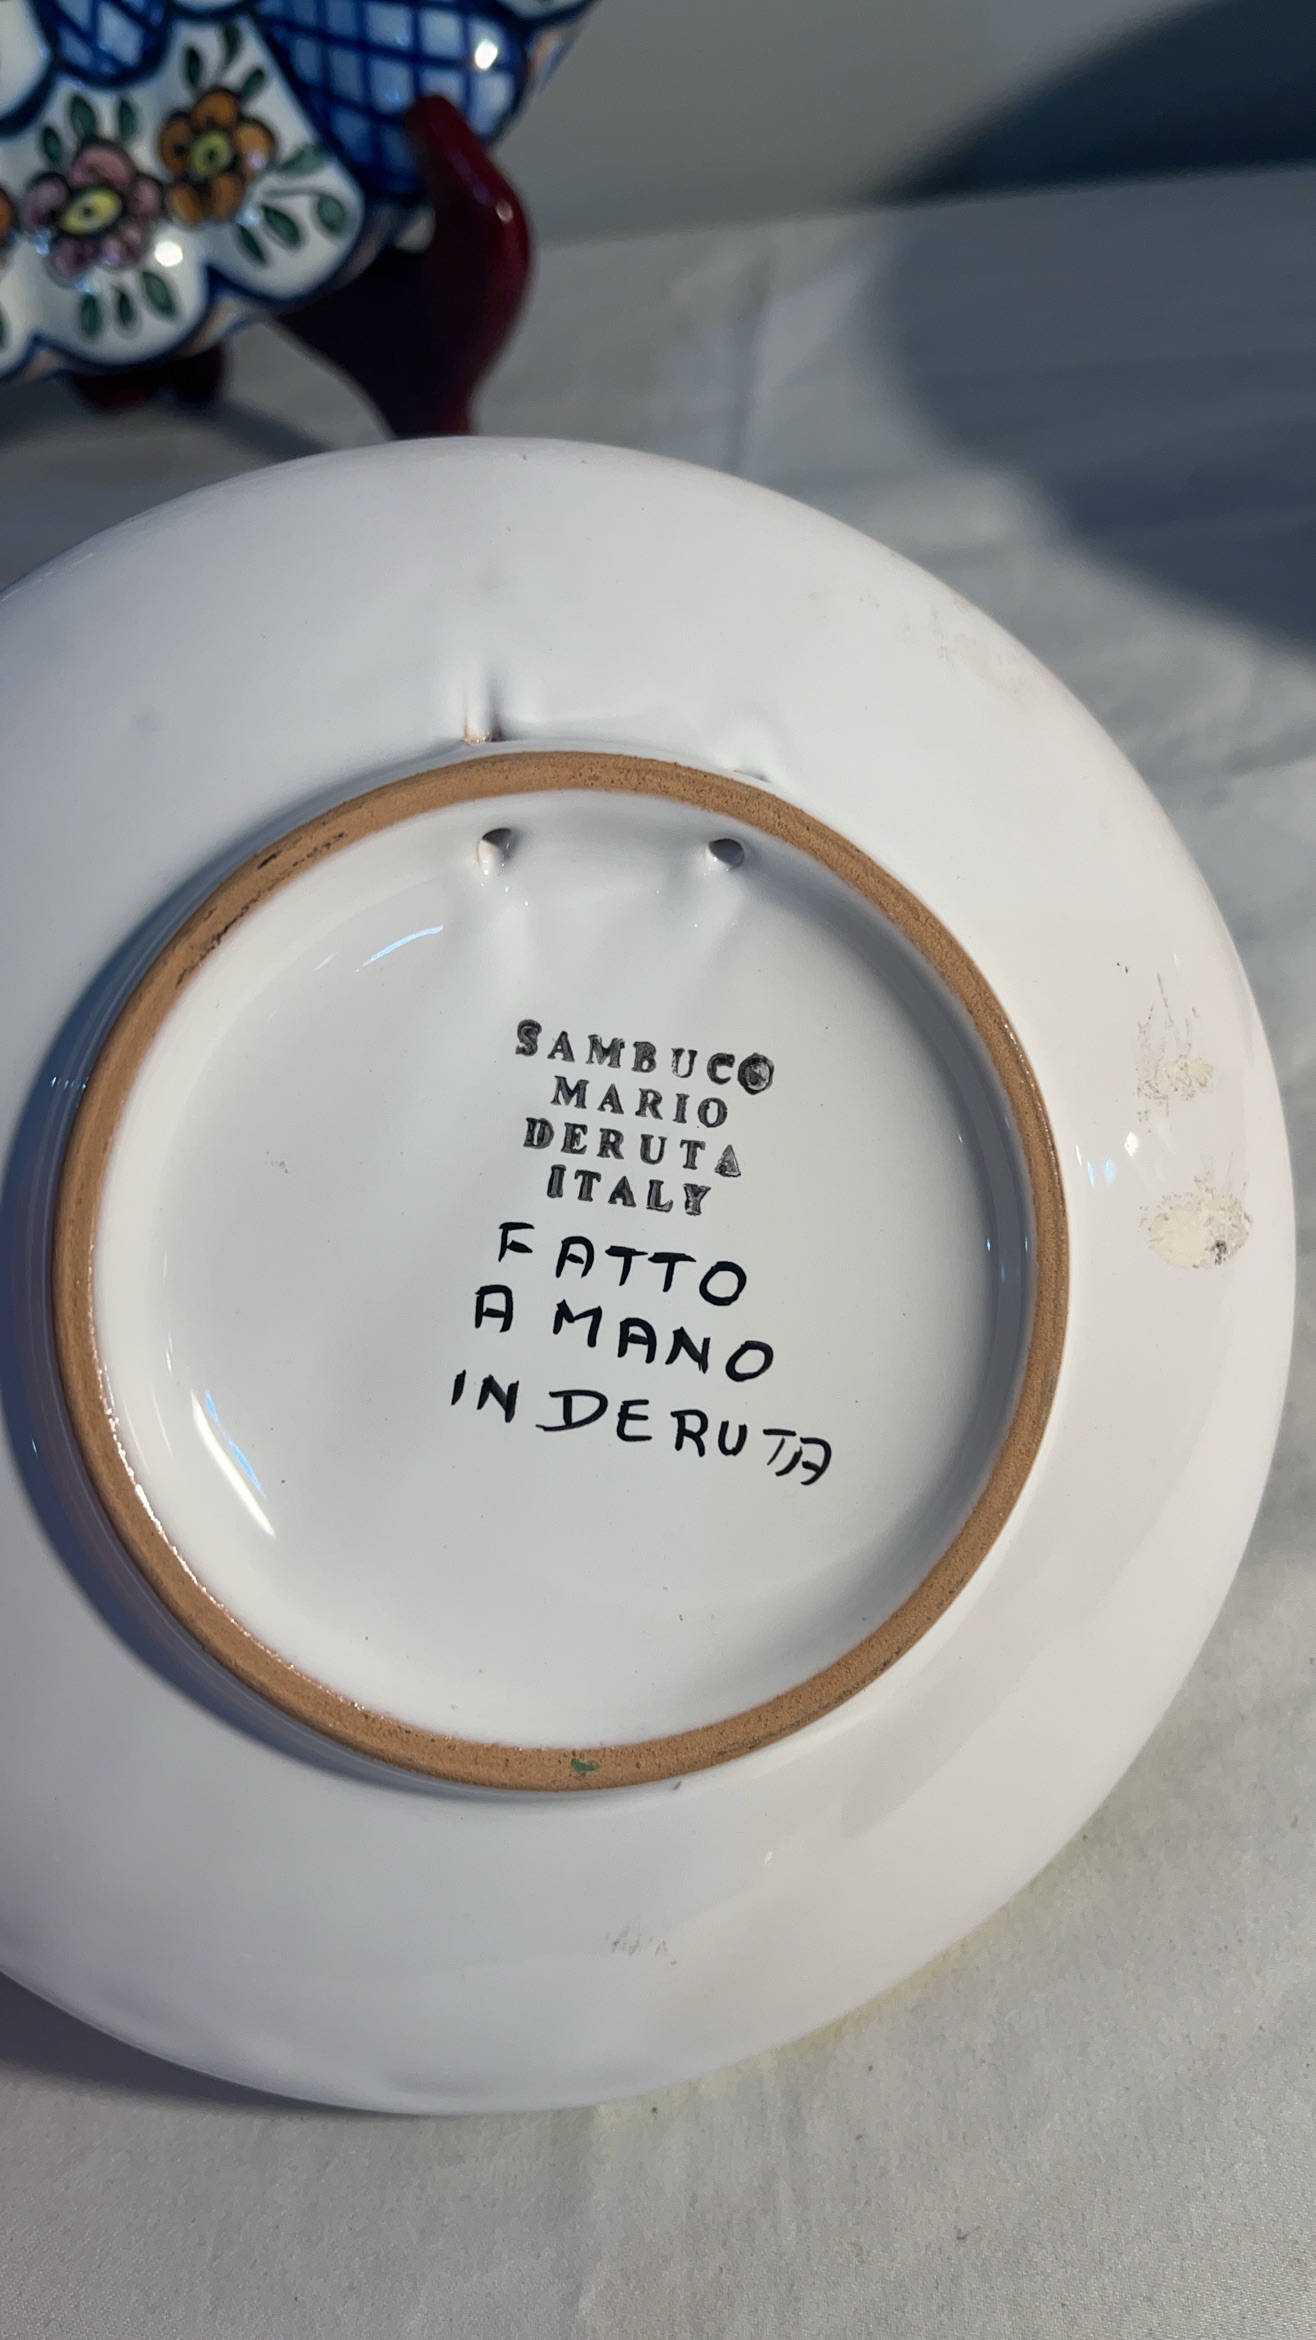 SAMBUCO
MARIO
DERUTA
ITALY
FATTO
A MANO
IN DERUTA